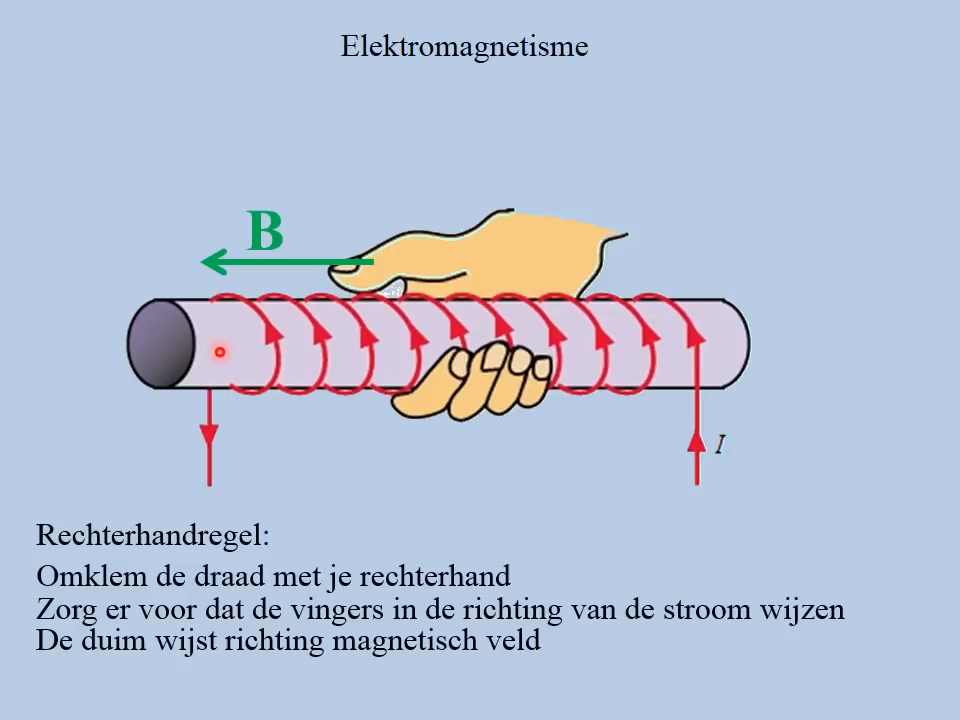 Elektromagnetisme
B
I
Rechterhandregel:
Omklem de draad met je rechterhand
Zorg er voor dat de vingers in de richting van de stroom wijzen
De duim wijst richting magnetisch veld